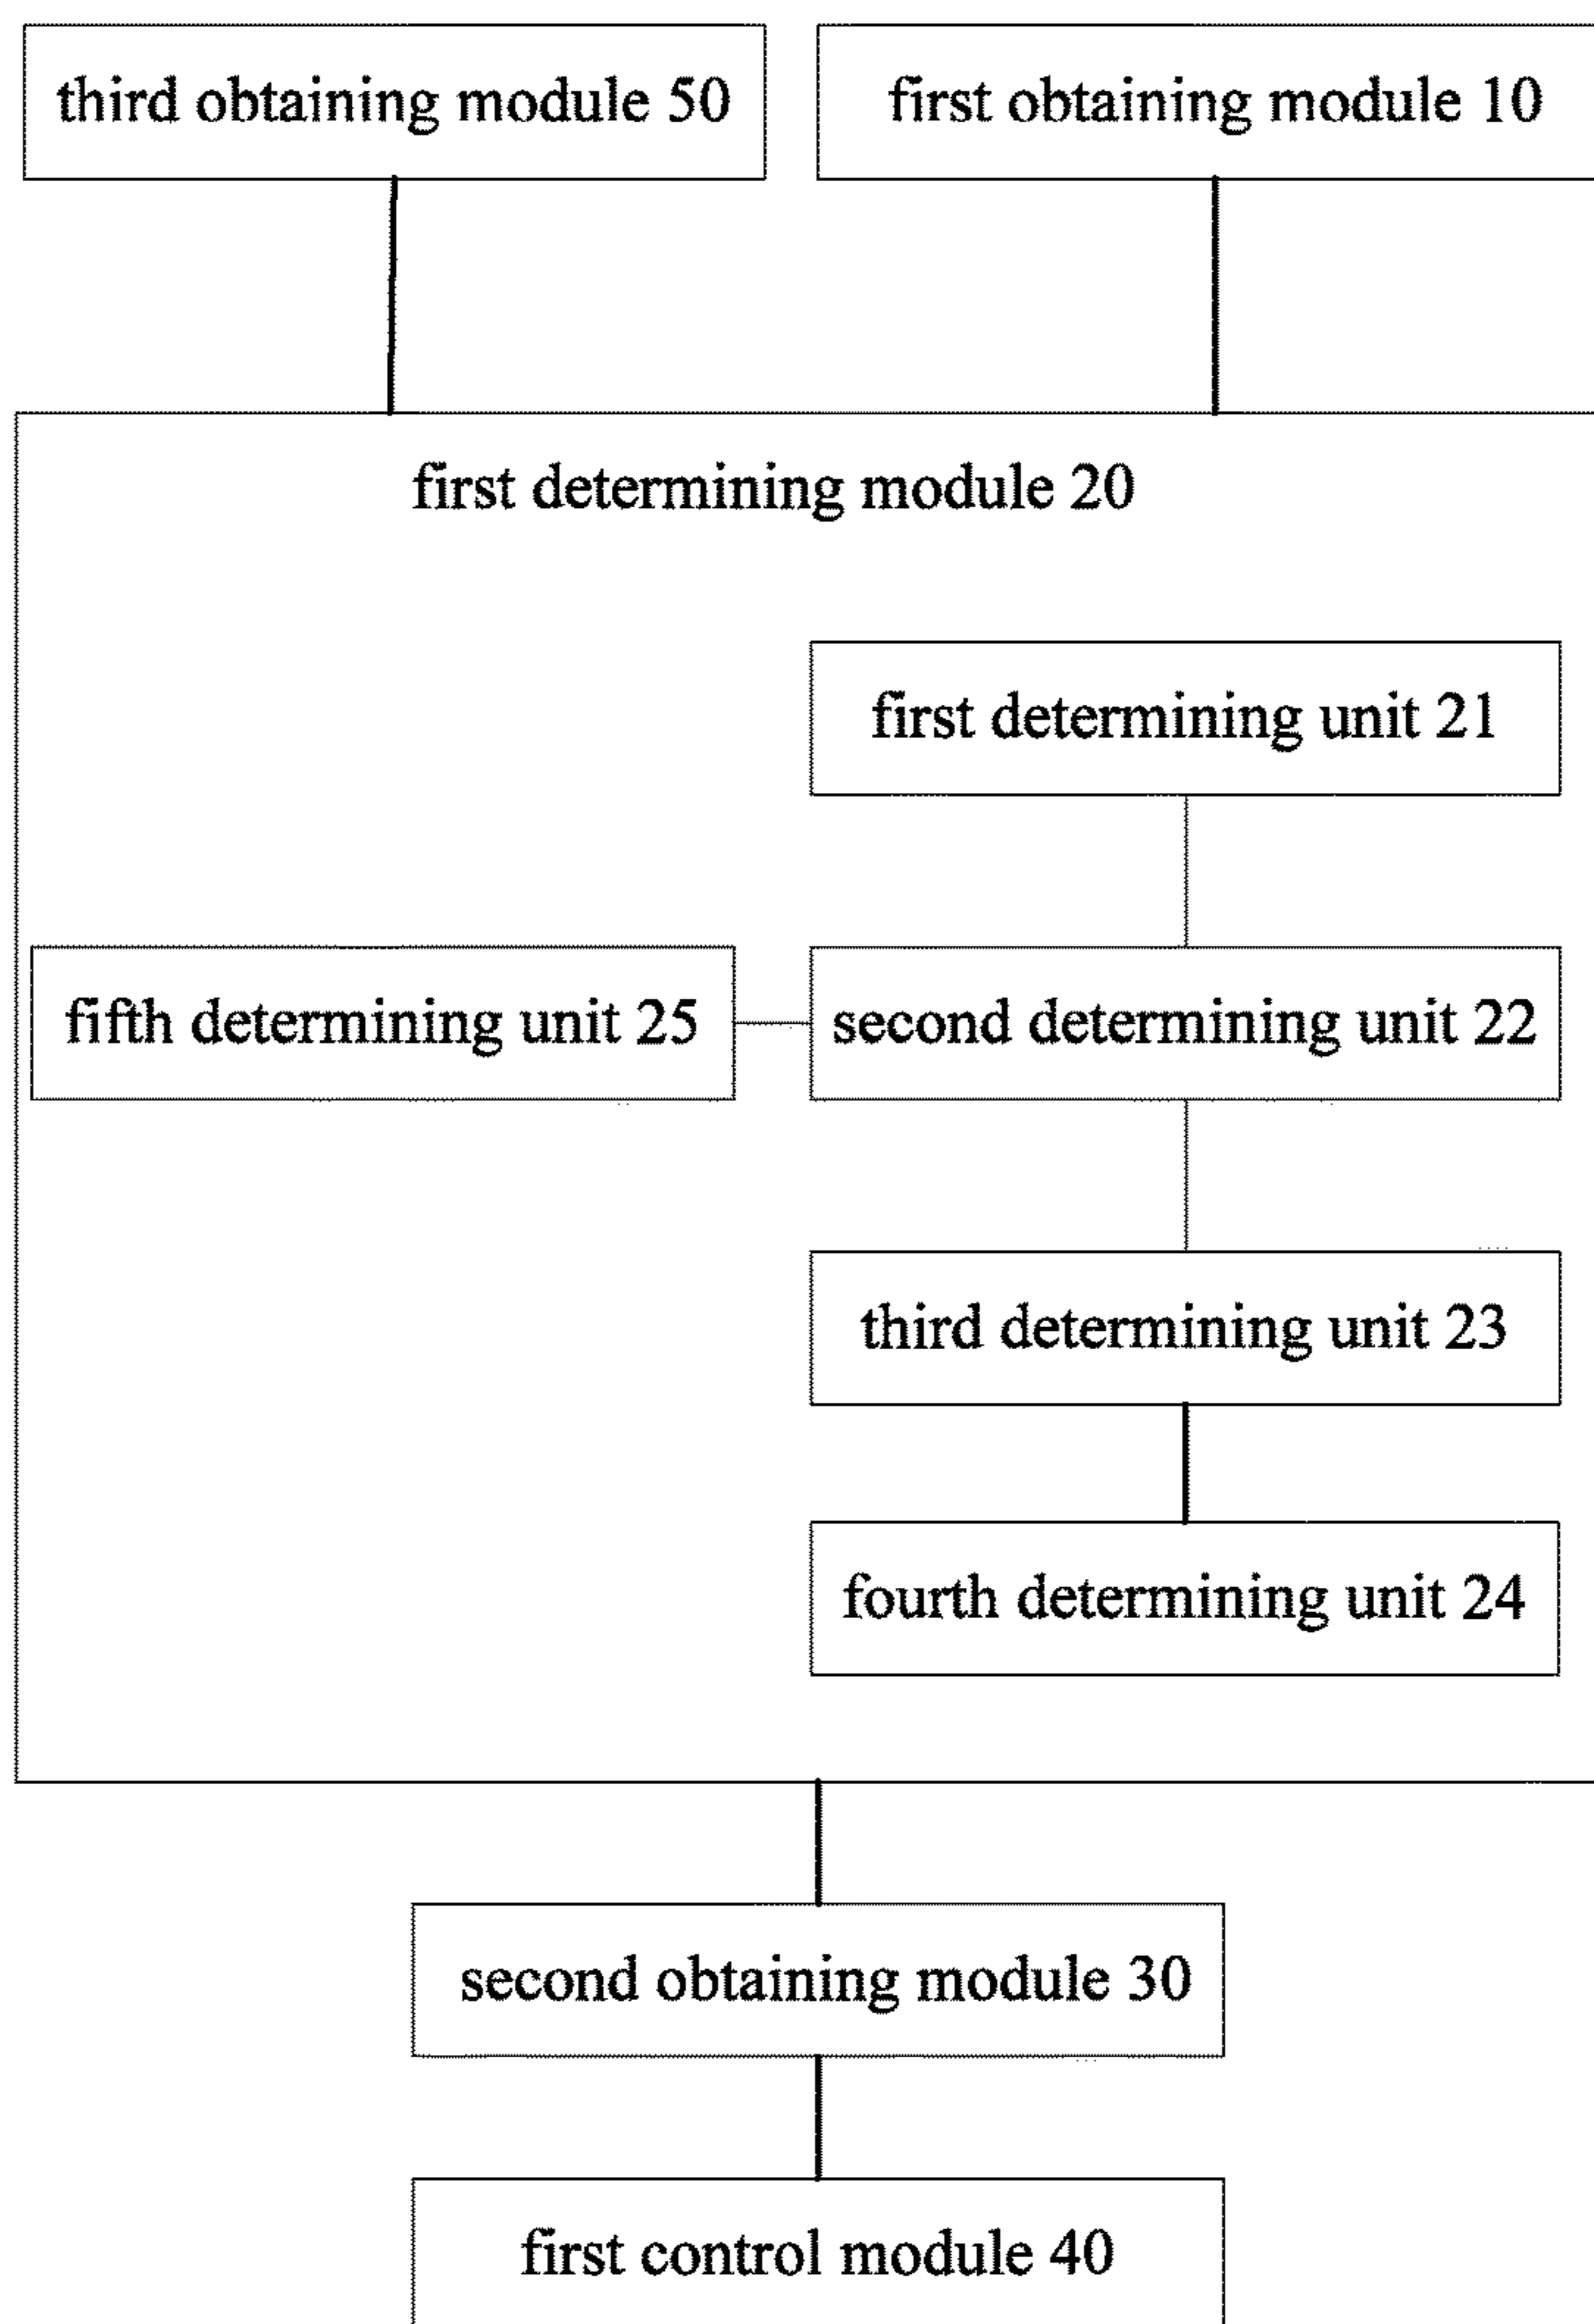 third obtaining module 50
first obtaining module 10
first determining module 20
first determining unit 21
fifth determining unit 25
second determining unit 22
third determining unit 23
fourth determining unit 24
second obtaining module 30
first control module 40